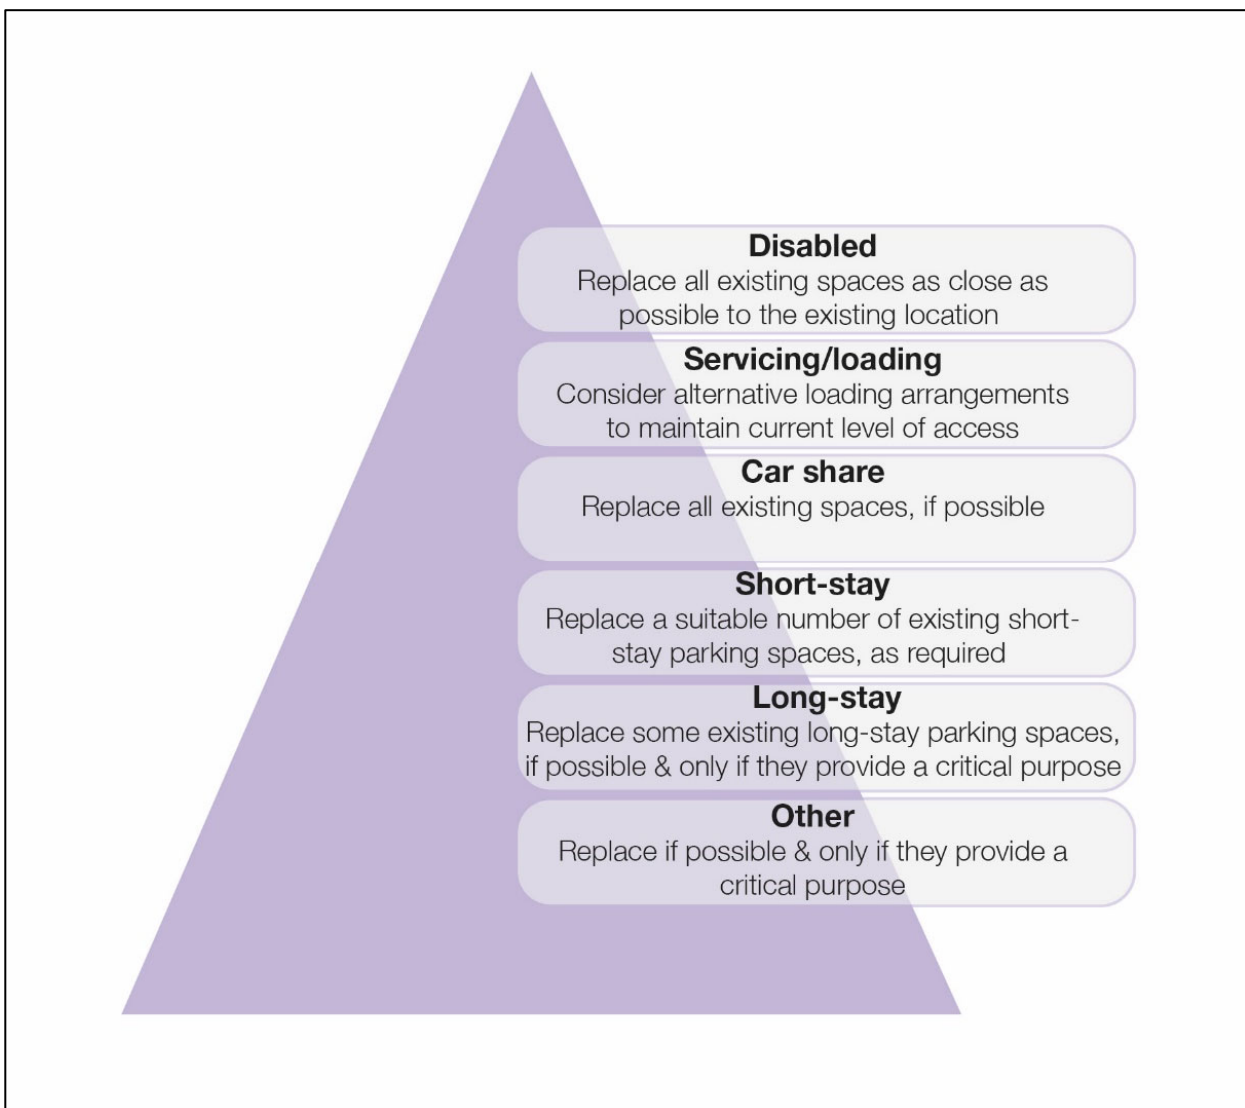 Disabled
Replace all existing spaces as close as
possible to the existing location
Servicing/loading
Consider alternative loading arrangements
to maintain current level of access
Car share
Replace all existing spaces, if possible
Short-stay
Replace a suitable number of existing short-
stay parking spaces, as required
Long-stay
Replace some existing long-stay parking spaces,
if possible & only if they provide a critical purpose
Other
Replace if possible & only if they provide a
critical purpose